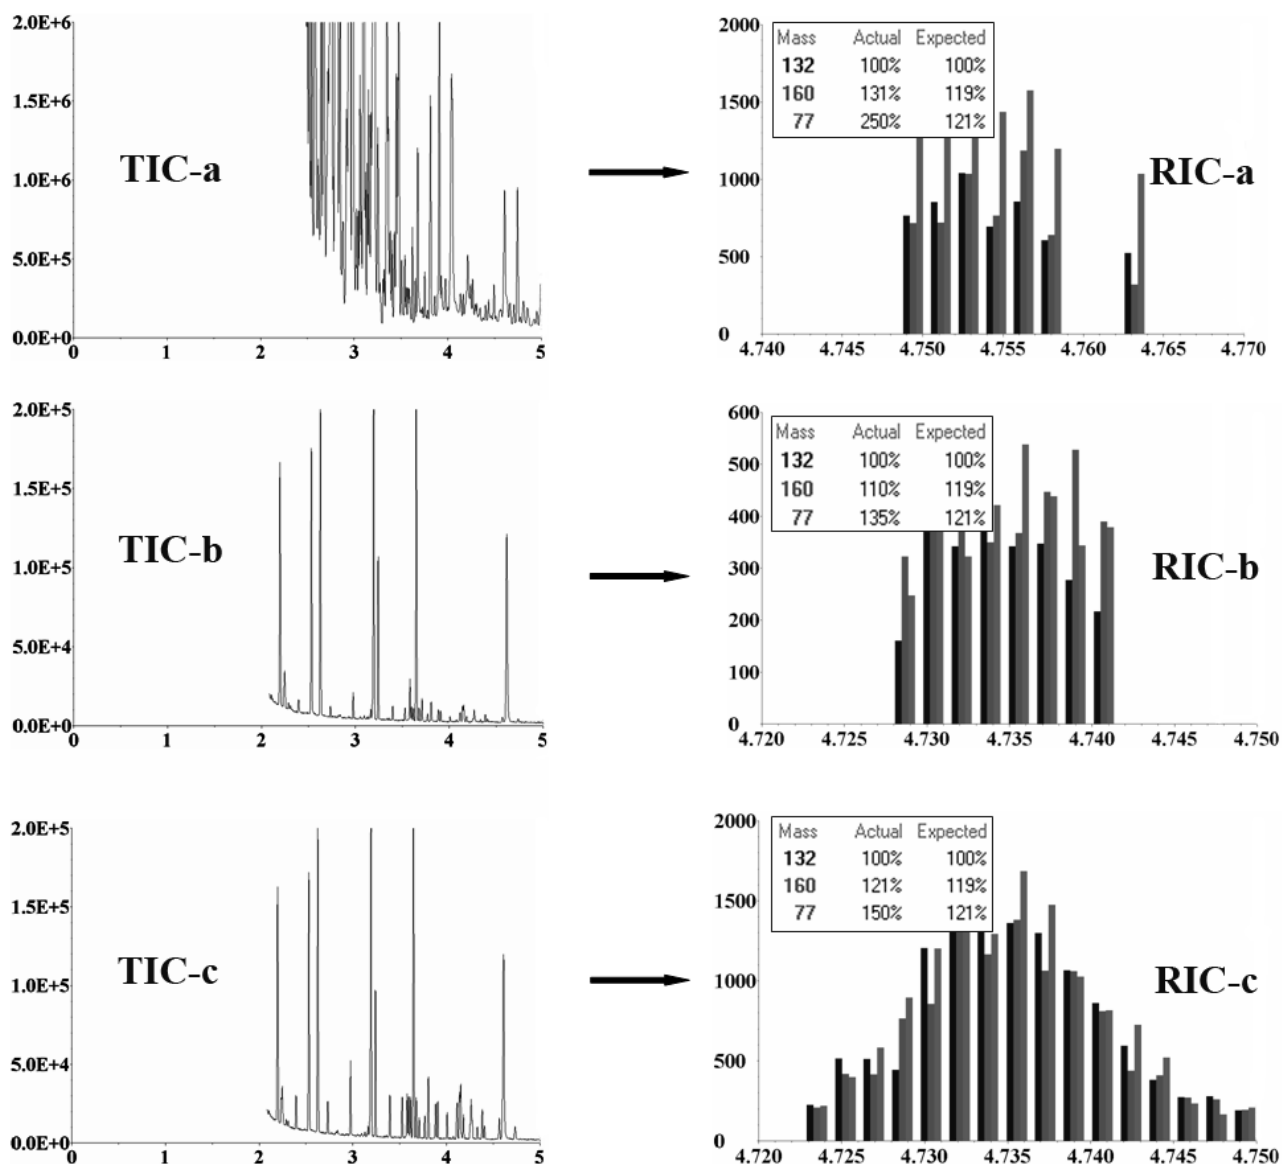 2.0E+6
1.5E+6
1.0E+6
5.0E+5
0.0E+0
0 1 2 3 4 5
TIC-a
2000
1500
1000
500
0
Mass Actual Expected
132 100% 100%
160 131% 119%
77 250% 121%
RIC-a
4.740 4.745 4.750 4.755 4.760 4.765 4.770
2.0E+5
1.5E+5
1.0E+5
5.0E+4
0.0E+0
0 1 2 3 4 5
TIC-b
600
500
400
300
200
100
0
Mass Actual Expected
132 100% 100%
160 110% 119%
77 135% 121%
RIC-b
4.720 4.725 4.730 4.735 4.740 4.745 4.750
2.0E+5
1.5E+5
1.0E+5
5.0E+4
0.0E+0
0 1 2 3 4 5
TIC-c
2000
1500
1000
500
0
Mass Actual Expected
132 100% 100%
160 121% 119%
77 150% 121%
RIC-c
4.720 4.725 4.730 4.735 4.740 4.745 4.750